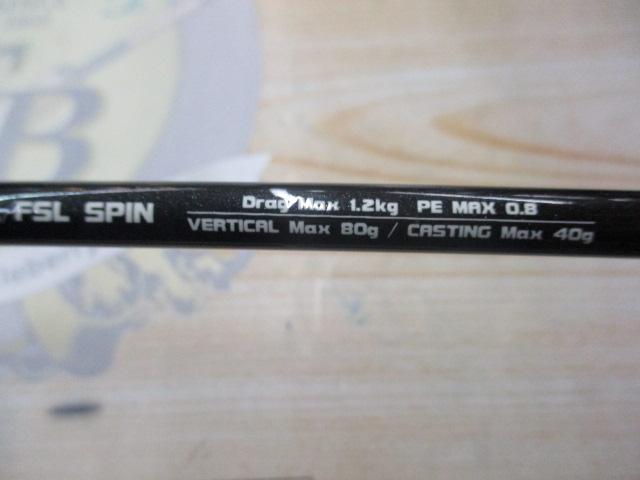 -FSL SPIN
Drag Max 1.2kg PE MAX 0.8
VERTICAL Max 80g / CASTING Max 40g